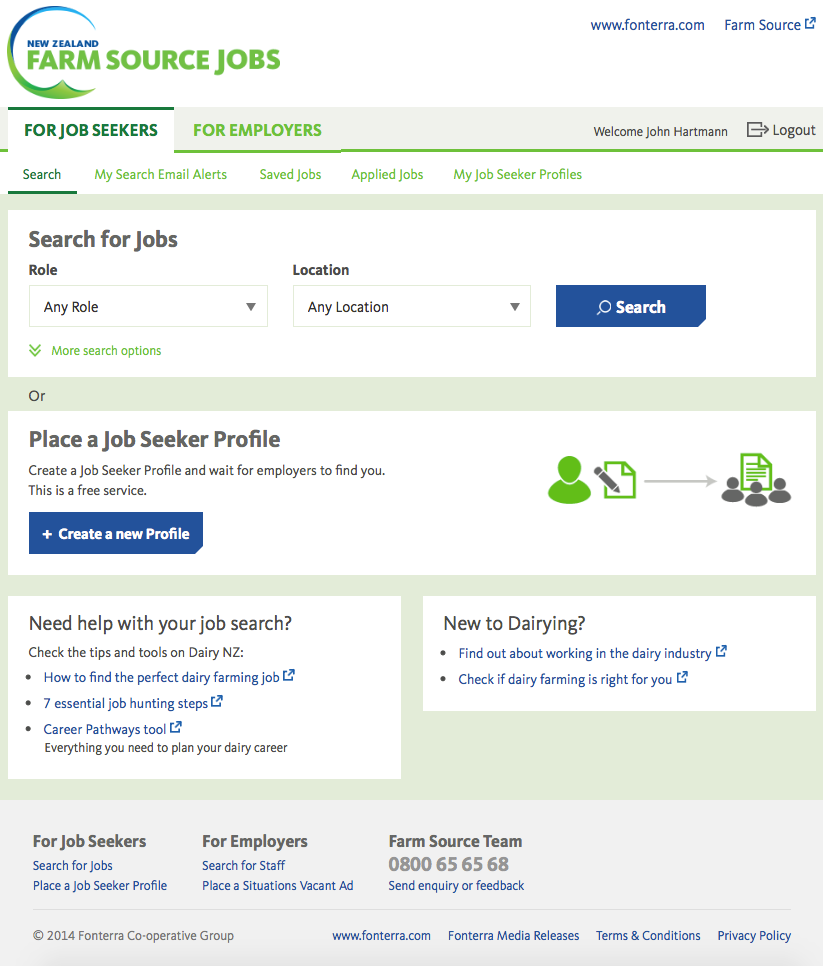 www.fonterra.com Farm Source
NEW ZEALAND
FARM SOURCE JOBS
FOR JOB SEEKERS FOR EMPLOYERS Welcome John Hartmann Logout
Search My Search Email Alerts Saved Jobs Applied Jobs My Job Seeker Profiles
Search for Jobs
Role Location
Any Role Any Location Search
More search options
Or
Place a Job Seeker Profile
Create a Job Seeker Profile and wait for employers to find you.
This is a free service.
+ Create a new Profile
Need help with your job search?
Check the tips and tools on Dairy NZ:
• How to find the perfect dairy farming job
• 7 essential job hunting steps
• Career Pathways tool
Everything you need to plan your dairy career
New to Dairying?
• Find out about working in the dairy industry
• Check if dairy farming is right for you
For Job Seekers
Search for Jobs
Place a Job Seeker Profile
For Employers
Search for Staff
Place a Situations Vacant Ad
Farm Source Team
0800 65 65 68
Send enquiry or feedback
© 2014 Fonterra Co-operative Group www.fonterra.com Fonterra Media Releases Terms & Conditions Privacy Policy